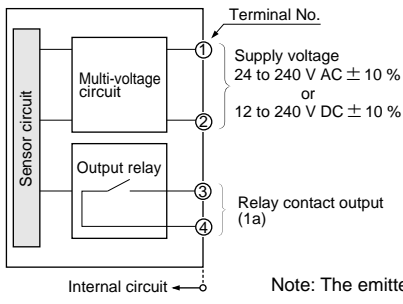 Terminal No.
Sensor circuit
Multi-voltage
circuit
1
2
Supply voltage
24 to 240 V AC ± 10 %
or
12 to 240 V DC ± 10 %
Output relay
3
4
Relay contact output
(1a)
Internal circuit
Note: The emitte